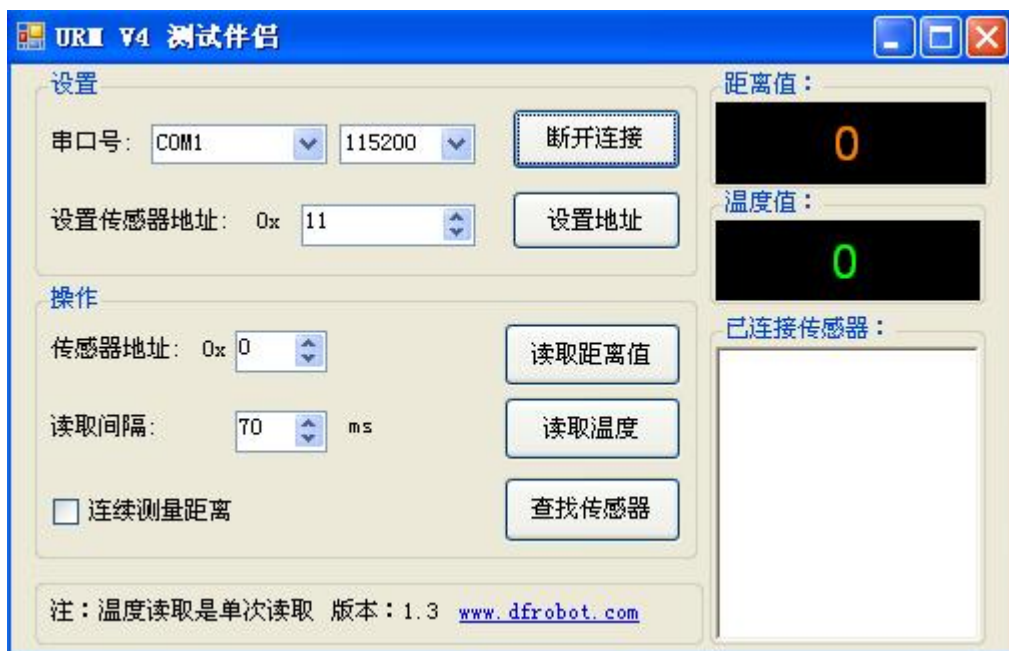 URM V4 测试伴侣
设置
串口号: COM1 115200 断开连接
设置传感器地址: 0x 11 设置地址
操作
传感器地址: 0x 0 读取距离值
读取间隔: 70 ms 读取温度
连续测量距离 查找传感器
注：温度读取是单次读取 版本：1.3 www.dfrobot.com
距离值：
0
温度值：
0
已连接传感器：